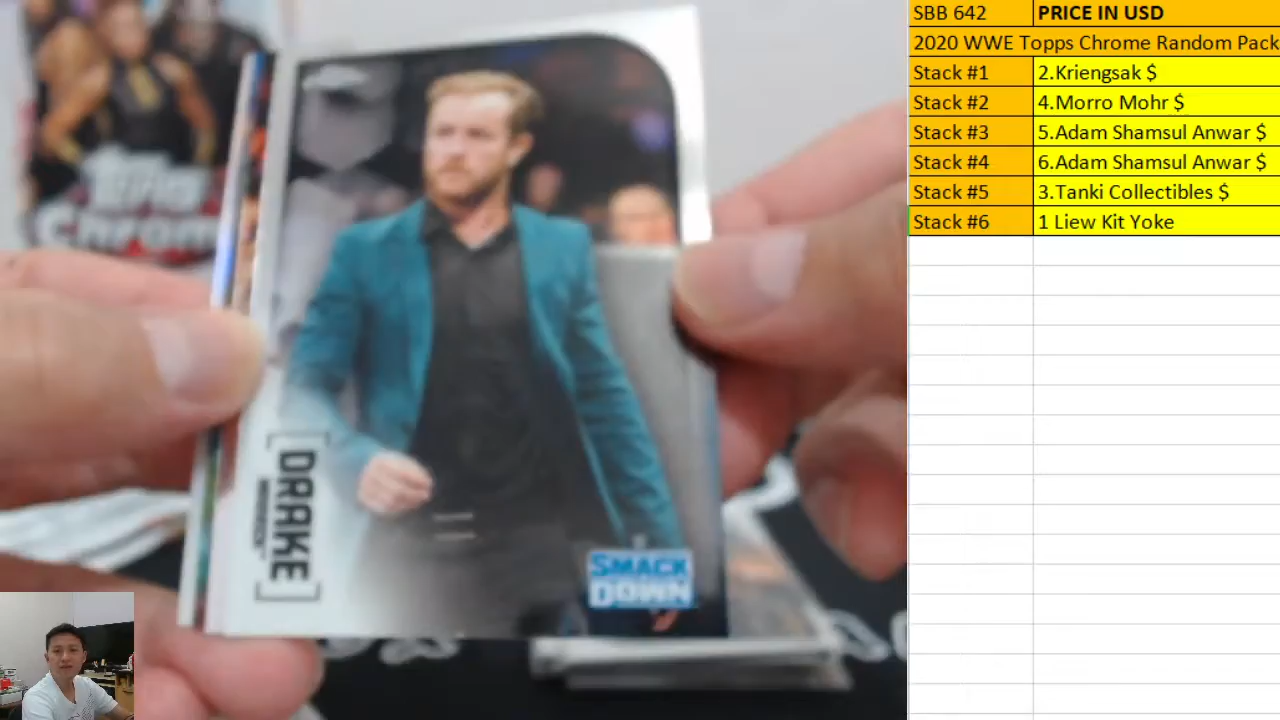 SBB 642 PRICE IN USD
2020 WWE Topps Chrome Random Pack
Stack #1 2.Kriengsak $
Stack #2 4.Morro Mohr $
Stack #3 5.Adam Shamsul Anwar $
Stack #4 6.Adam Shamsul Anwar $
Stack #5 3.Tanki Collectibles $
Stack #6 1 Liew Kit Yoke
Topps
Chrom
[DRAKE]
SMACK
DOWN